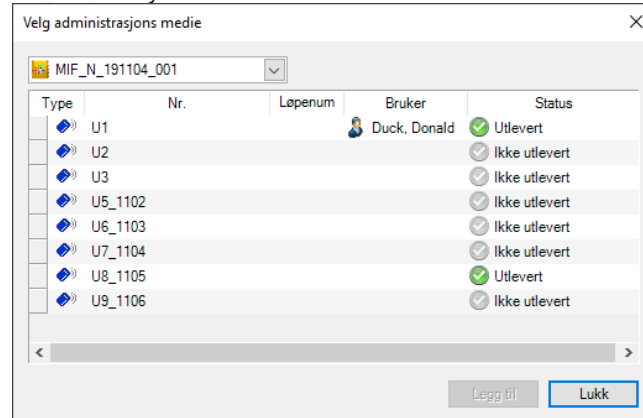 Velg administrasjons medie
MIF_N_191104_001
Type Nr. Løpenum Bruker Status
U1 Duck, Donald Utlevert
U2 Ikke utlevert
U3 Ikke utlevert
U5_1102 Ikke utlevert
U6_1103 Ikke utlevert
U7_1104 Ikke utlevert
U8_1105 Utlevert
U9_1106 Ikke utlevert
Legg til Lukk